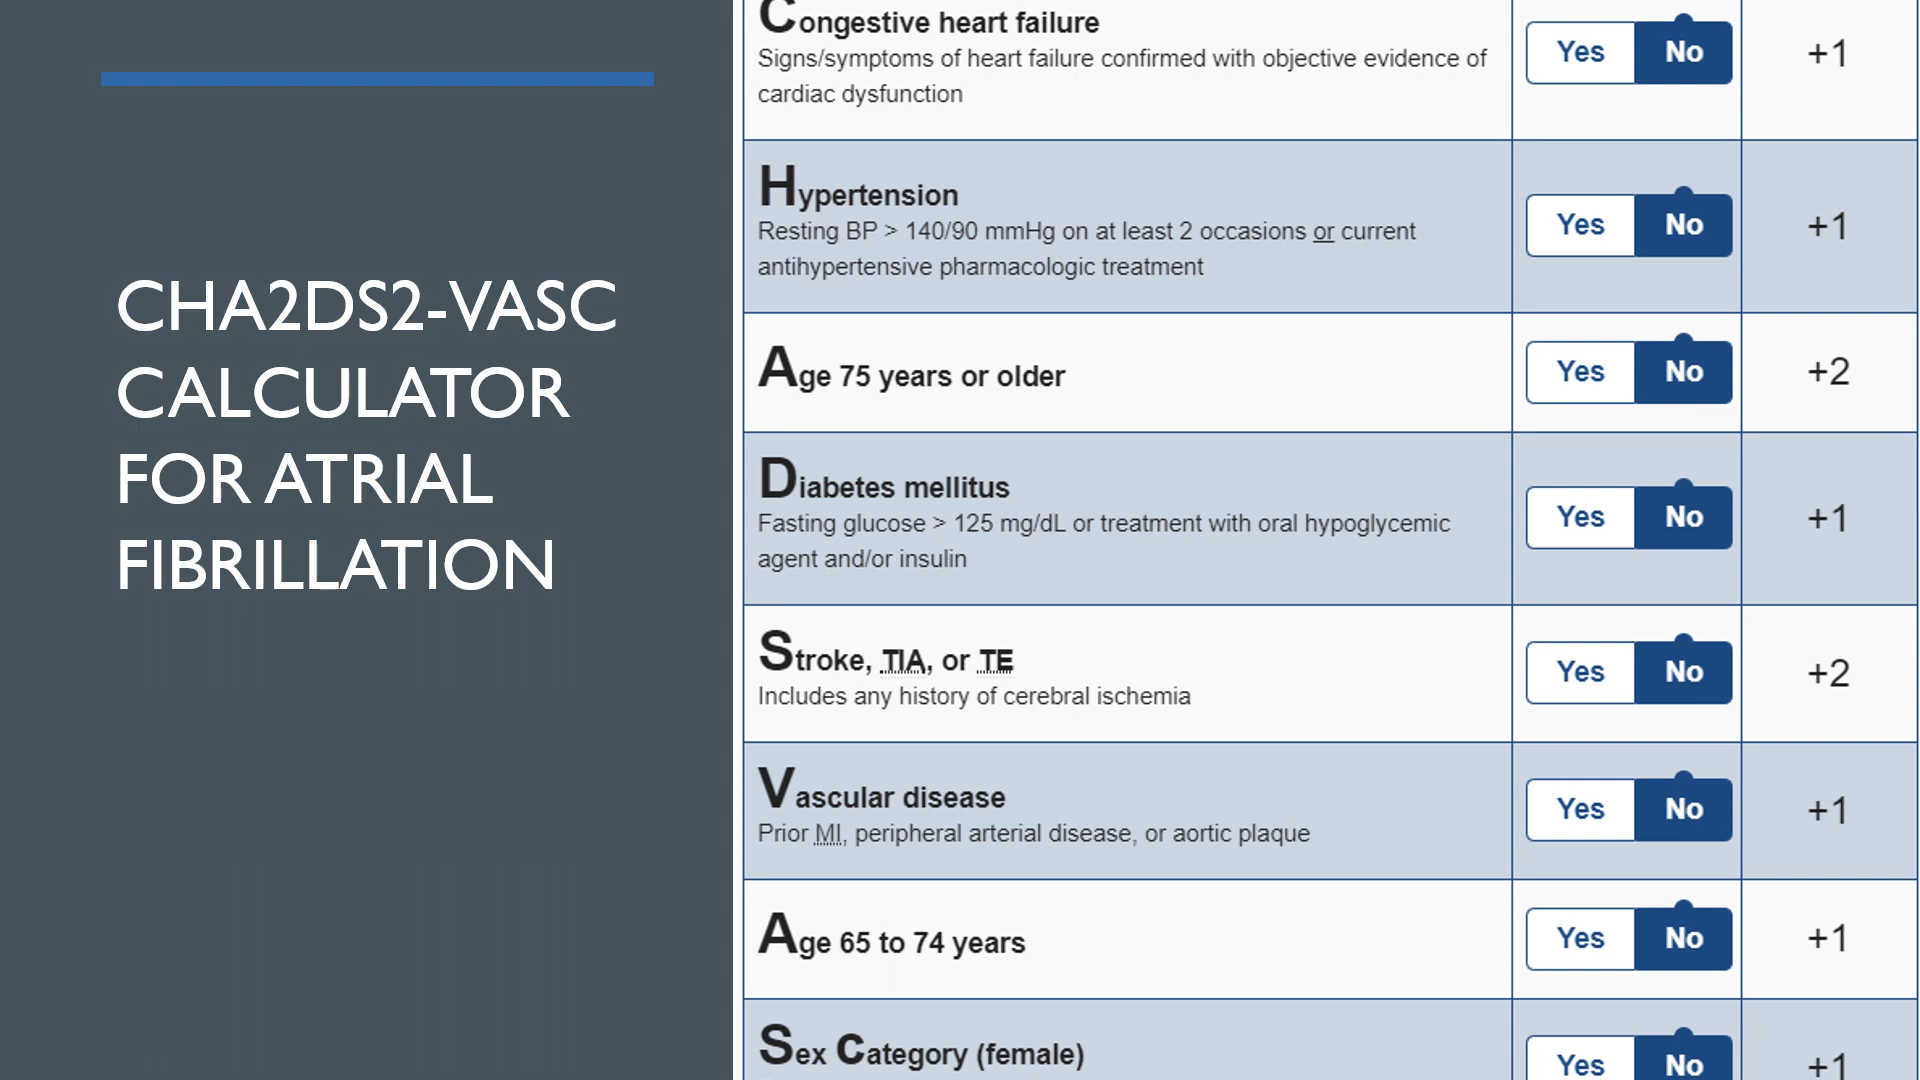 CHA2DS2-VASC
CALCULATOR
FOR ATRIAL
FIBRILLATION
Congestive heart failure
Signs/symptoms of heart failure confirmed with objective evidence of
cardiac dysfunction
Yes No +1
Hypertension
Resting BP > 140/90 mmHg on at least 2 occasions or current
antihypertensive pharmacologic treatment
Yes No +1
Age 75 years or older
Yes No +2
Diabetes mellitus
Fasting glucose > 125 mg/dL or treatment with oral hypoglycemic
agent and/or insulin
Yes No +1
Stroke, TIA, or TE
Includes any history of cerebral ischemia
Yes No +2
Vascular disease
Prior MI, peripheral arterial disease, or aortic plaque
Yes No +1
Age 65 to 74 years
Yes No +1
Sex category (female)
Yes No +1